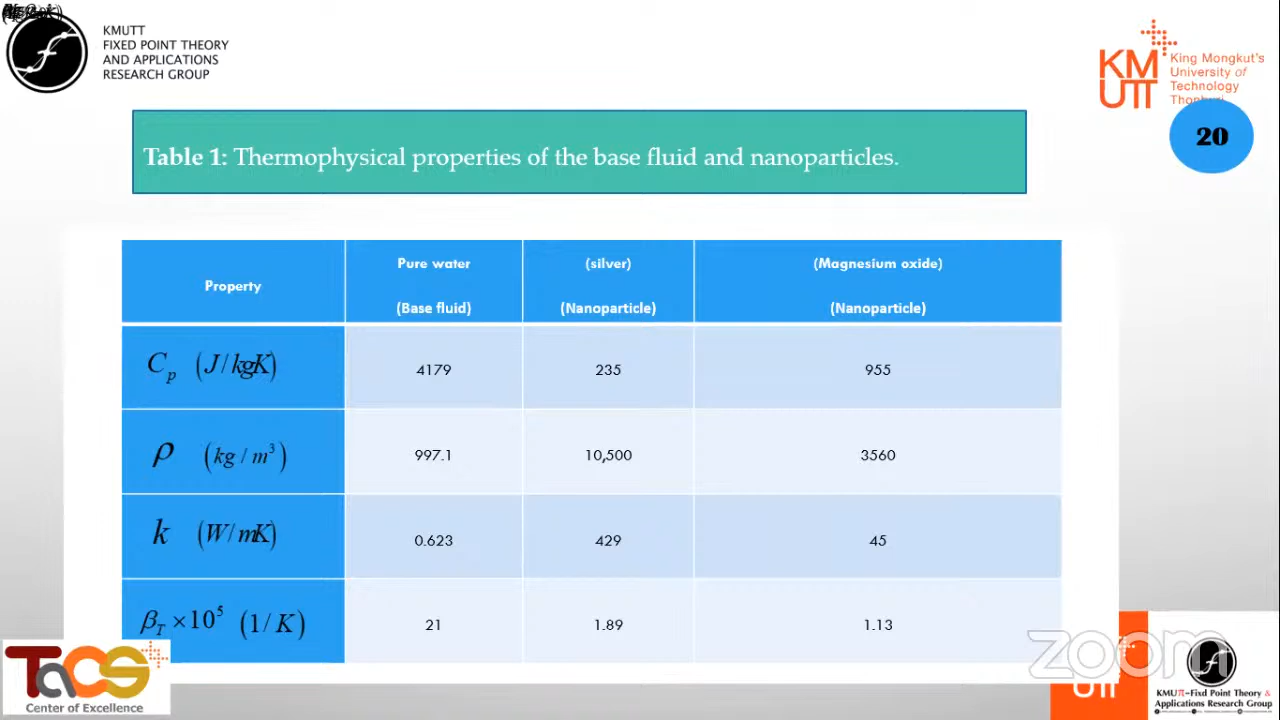 KMUTT
FIXED POINT THEORY
AND APPLICATIONS
RESEARCH GROUP
KMUTT
King Mongkut's
University of
Technology
20
Table 1: Thermophysical properties of the base fluid and nanoparticles.
Property
Pure water
(Base fluid)
(silver)
(Nanoparticle)
(Magnesium oxide)
(Nanoparticle)
C_p (J/kgK)
4179
235
955
ρ (kg/m³)
997.1
10,500
3560
k (W/mK)
0.623
429
45
β_T ×10⁵ (1/K)
21
1.89
1.13
TaCS
Center of Excellence
zoom
KMUπ-Fixd Point Theory &
Applications Research Group